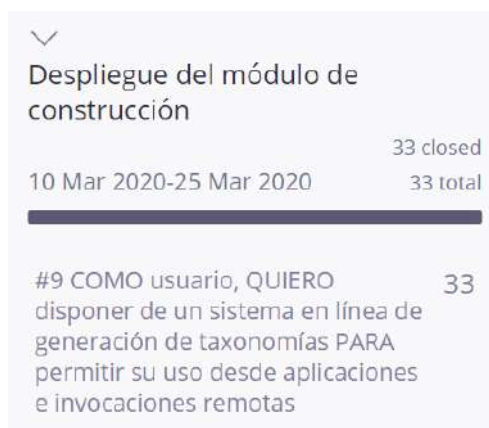 Despliegue del módulo de
construcción
33 closed
10 Mar 2020-25 Mar 2020 33 total
#9 COMO usuario, QUIERO 33
disponer de un sistema en línea de
generación de taxonomías PARA
permitir su uso desde aplicaciones
e invocaciones remotas